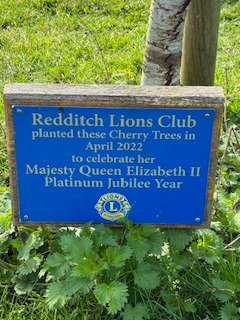 Redditch Lions Club
planted these Cherry Trees in
April 2022
to celebrate her
Majesty Queen Elizabeth II
Platinum Jubilee Year
L